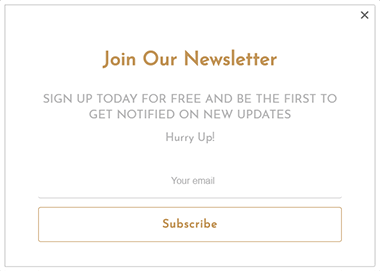 Join Our Newsletter
SIGN UP TODAY FOR FREE AND BE THE FIRST TO
GET NOTIFIED ON NEW UPDATES
Hurry Up!
Your email
Subscribe